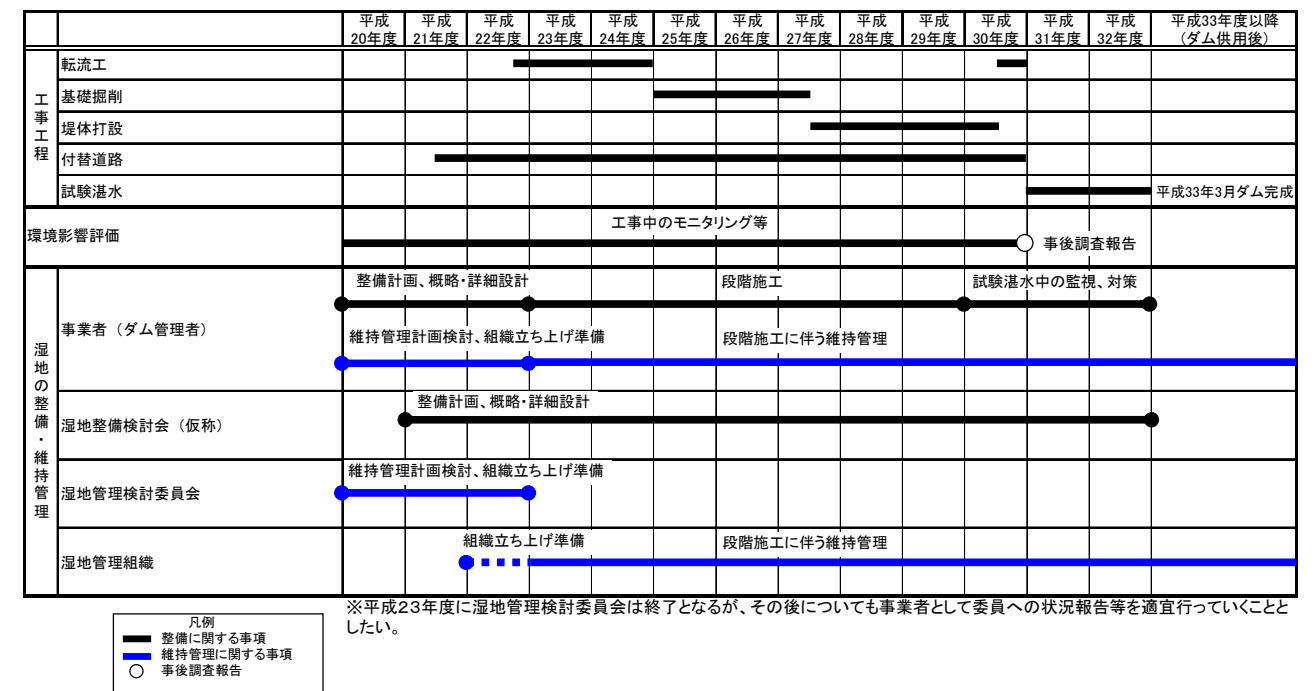 平成 平成 平成 平成 平成 平成 平成 平成 平成 平成 平成 平成 平成 平成33年度以降
20年度 21年度 22年度 23年度 24年度 25年度 26年度 27年度 28年度 29年度 30年度 31年度 32年度 (ダム供用後)
工事工程
転流工
基礎掘削
堤体打設
付替道路
試験湛水 平成33年3月ダム完成
環境影響評価
工事中のモニタリング等
事後調査報告
湿地の整備・維持管理
事業者（ダム管理者）
整備計画、概略・詳細設計 段階施工 試験湛水中の監視、対策
維持管理計画検討、組織立ち上げ準備 段階施工に伴う維持管理
湿地整備検討会（仮称）
整備計画、概略・詳細設計
湿地管理検討委員会
維持管理計画検討、組織立ち上げ準備
湿地管理組織
組織立ち上げ準備 段階施工に伴う維持管理
※平成２３年度に湿地管理検討委員会は終了となるが、その後についても事業者として委員への状況報告等を適宜行っていくことと
したい。
凡例
整備に関する事項
維持管理に関する事項
事後調査報告